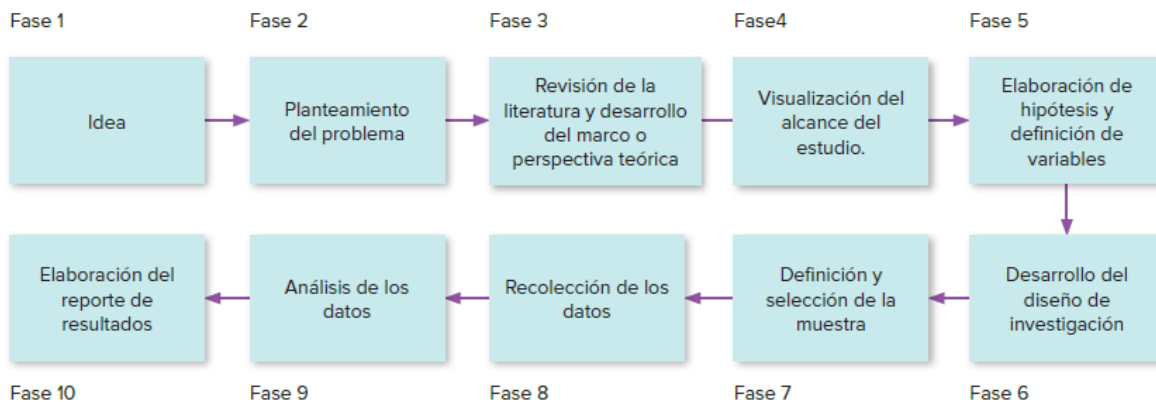 Fase 1
Fase 2
Fase 3
Fase4
Fase 5
Idea
Planteamiento
del problema
Revisión de la
literatura y desarrollo
del marco o
perspectiva teórica
Visualización del
alcance del
estudio.
Elaboración de
hipótesis y
definición de
variables
Desarrollo del
diseño de
investigación
Definición y
selección de la
muestra
Recolección de los
datos
Análisis de los
datos
Elaboración del
reporte de
resultados
Fase 10
Fase 9
Fase 8
Fase 7
Fase 6